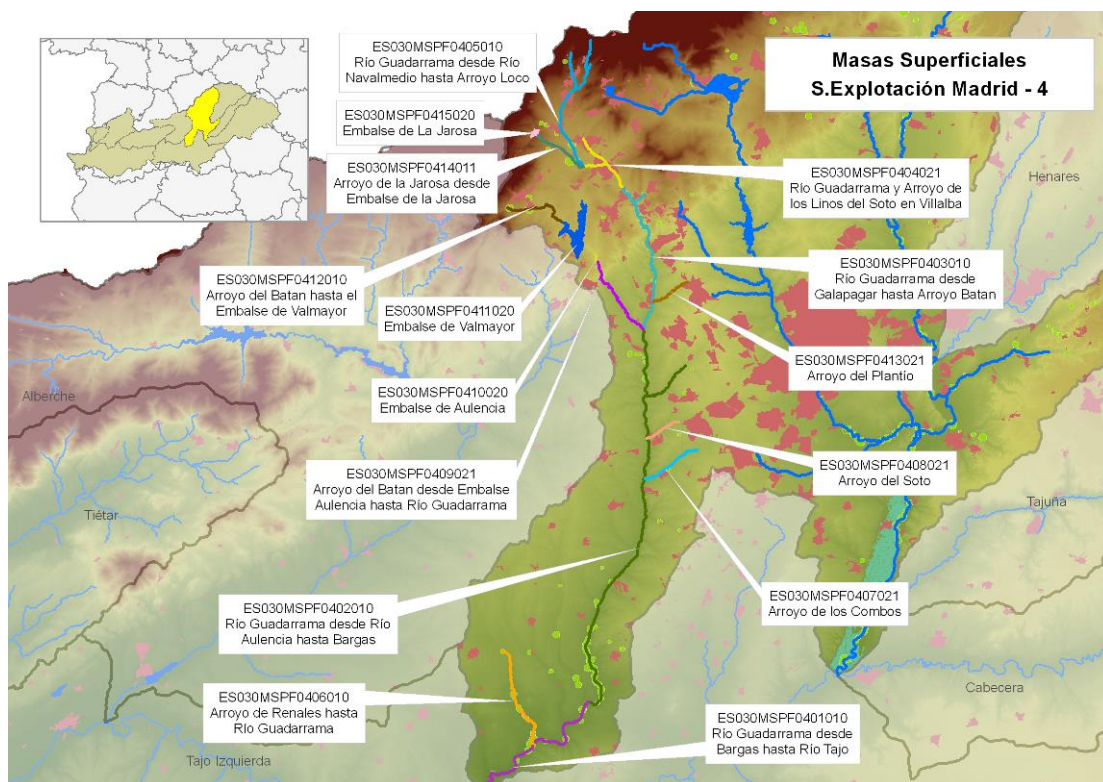 Masas Superficiales
S.Explotación Madrid - 4
ES030MSPF0405010
Río Guadarrama desde Río
Navalmedio hasta Arroyo Loco
ES030MSPF0415020
Embalse de La Jarosa
ES030MSPF0414011
Arroyo de la Jarosa desde
Embalse de la Jarosa
ES030MSPF0404021
Río Guadarrama y Arroyo de
los Linos del Soto en Villalba
Henares
ES030MSPF0412010
Arroyo del Batan hasta el
Embalse de Valmayor
ES030MSPF0411020
Embalse de Valmayor
ES030MSPF0403010
Río Guadarrama desde
Galapagar hasta Arroyo Batan
ES030MSPF0413021
Arroyo del Plantío
Alberche
ES030MSPF0410020
Embalse de Aulencia
ES030MSPF0409021
Arroyo del Batan desde Embalse
Aulencia hasta Río Guadarrama
ES030MSPF0408021
Arroyo del Soto
Tajuña
Tiétar
ES030MSPF0407021
Arroyo de los Combos
ES030MSPF0402010
Río Guadarrama desde Río
Aulencia hasta Bargas
Cabecera
ES030MSPF0406010
Arroyo de Renales hasta
Río Guadarrama
ES030MSPF0401010
Río Guadarrama desde
Bargas hasta Río Tajo
Tajo Izquierda